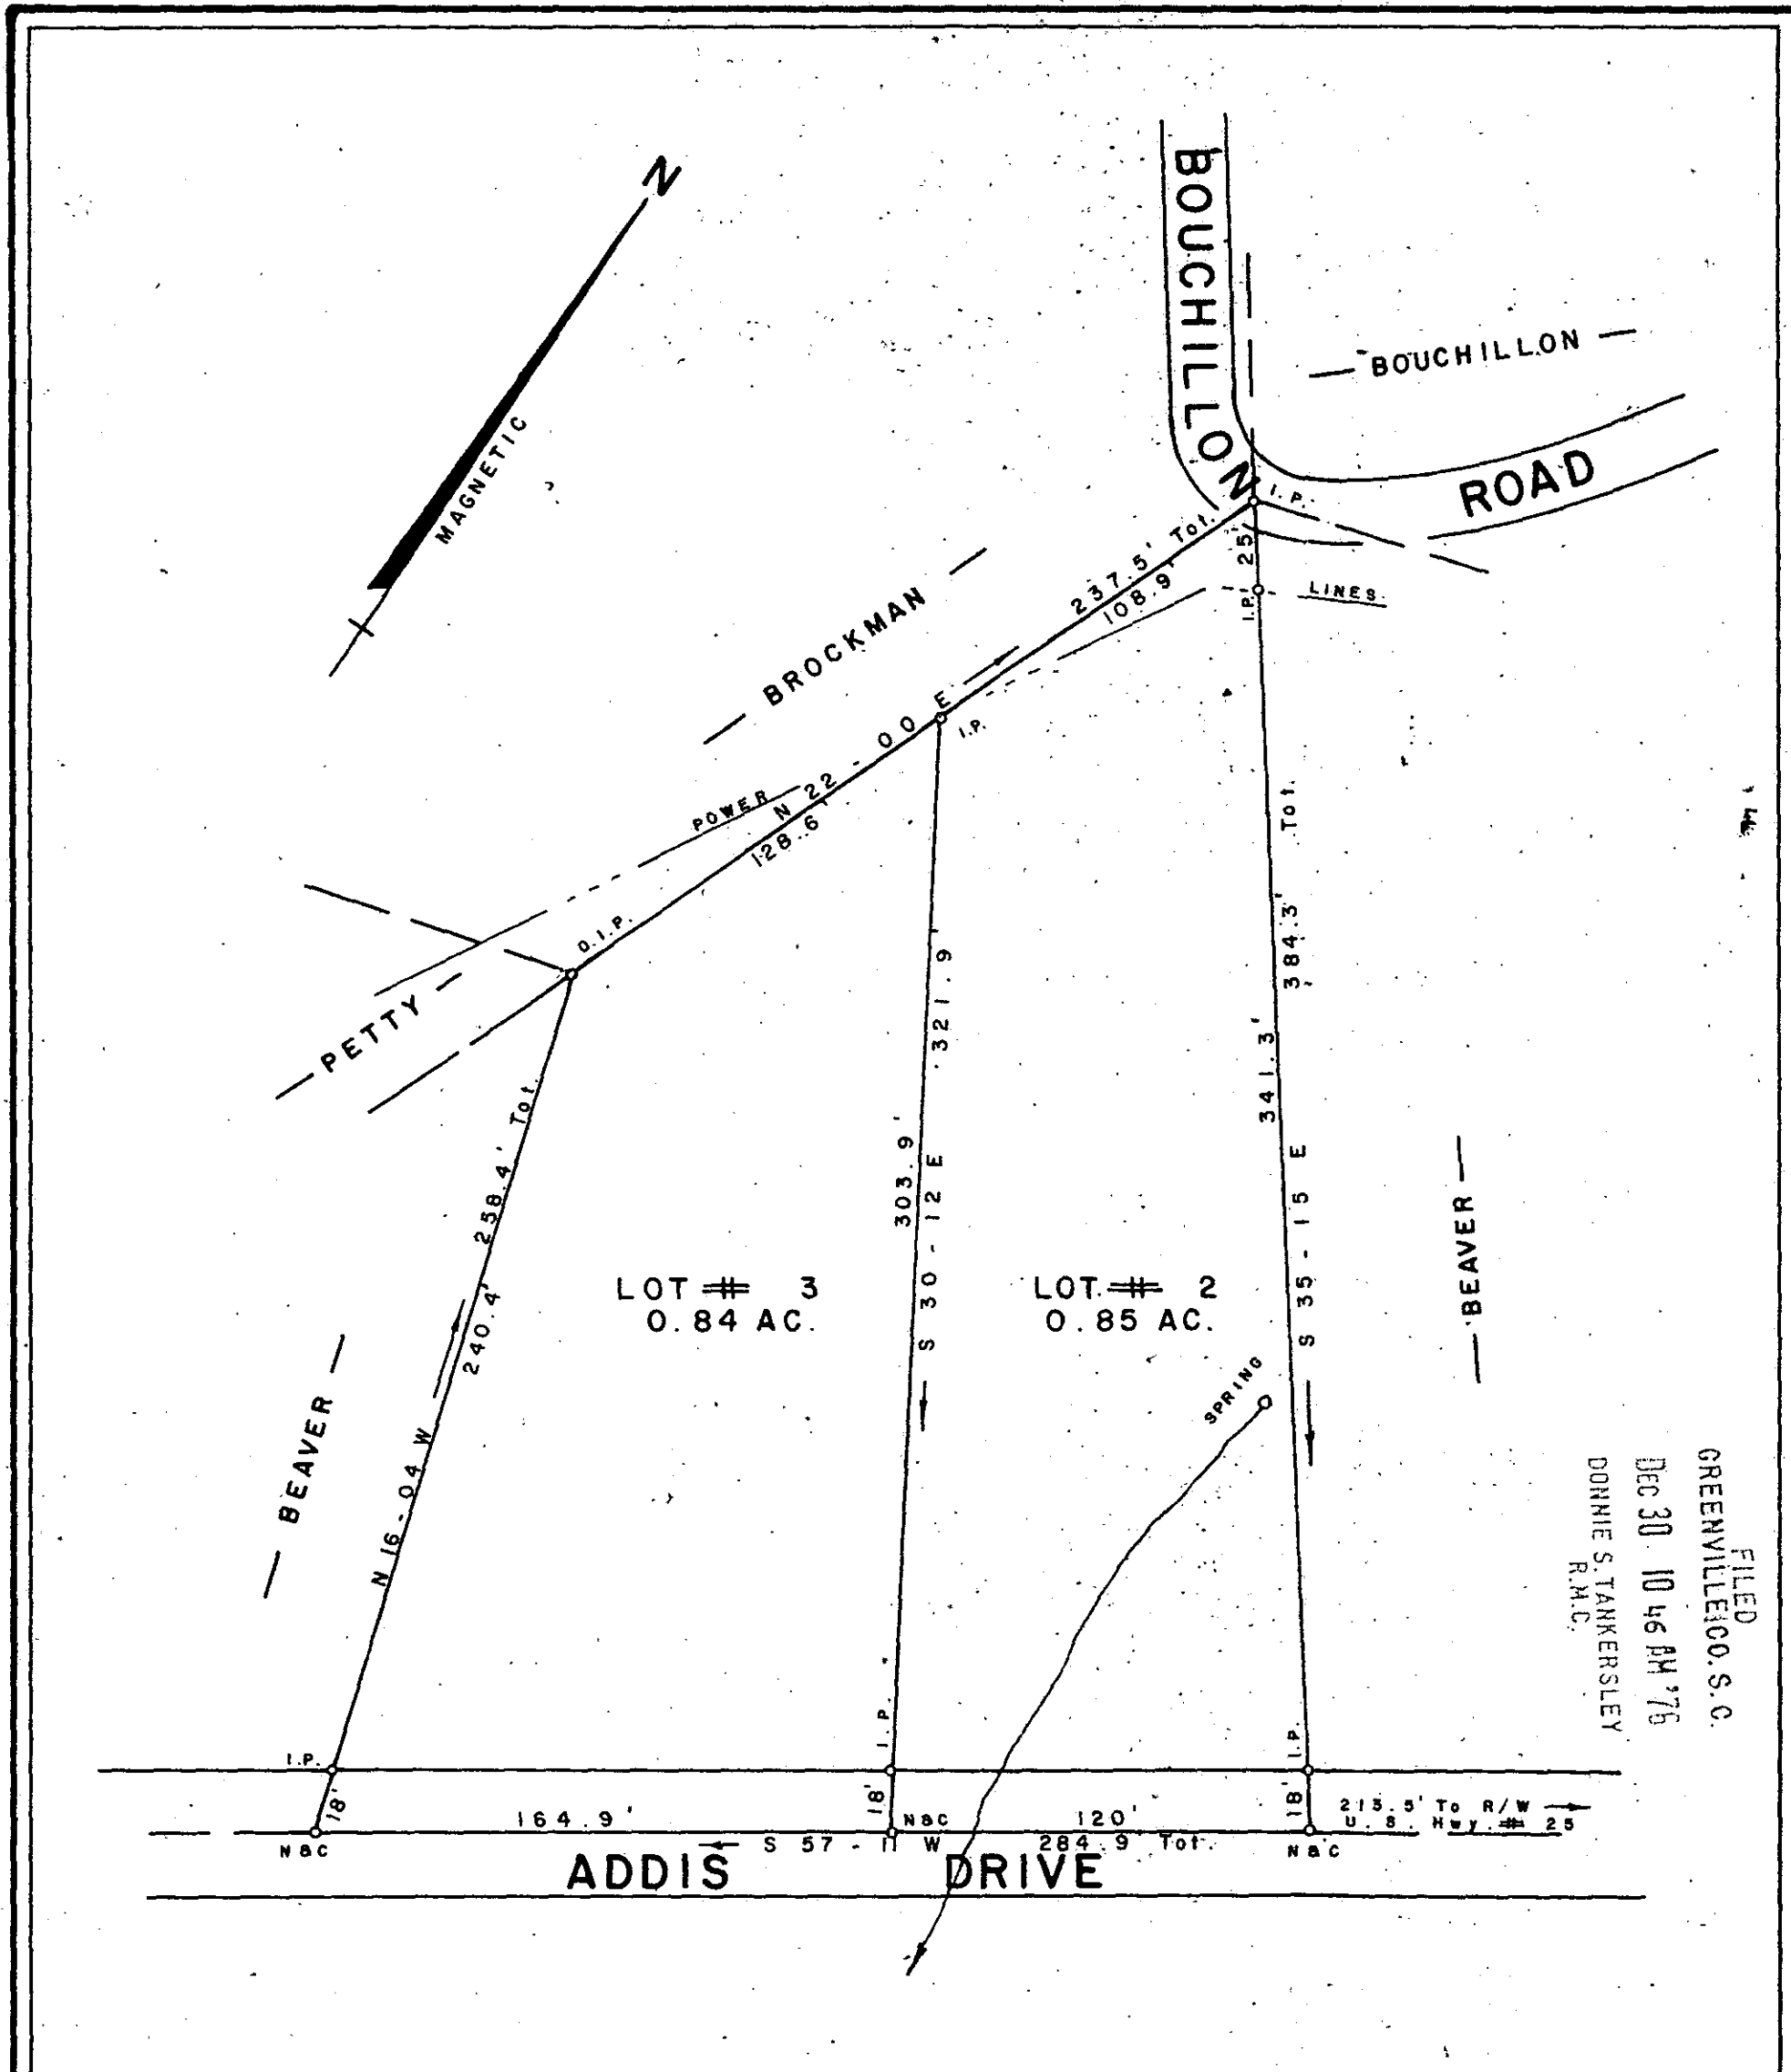 N
MAGNETIC
BOUCHILLON
ROAD
— BOUCHILLON —
I.P.
237.5' Tot.
108.9'
25'
I.P.
LINES
— BROCKMAN —
N 22 - 00 E
I.P.
POWER
128.6'
O.I.P.
— PETTY —
258.4' Tot.
240.4'
N 16 - 04 W
— BEAVER —
321.9'
303.9'
S 30 - 12 E
384.3' Tot.
341.3'
S 35 - 15 E
— BEAVER —
LOT # 3
0.84 AC.
LOT # 2
0.85 AC.
SPRING
FILED
GREENVILLE CO. S. C.
DEC 30 10 46 AM '76
DONNIE S. TANKERSLEY
R.M.C.
I.P.
I.P.
I.P.
18'
18'
18'
164.9'
N&C
120'
213.5' To R/W
U.S. Hwy. # 25
N&C
S 57 - 11 W
284.9' Tot.
N&C
ADDIS DRIVE